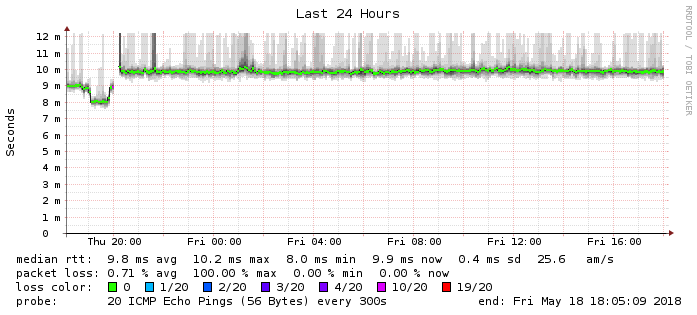 Last 24 Hours
RRDTOOL / TOBI OETIKER
Seconds
12 m
11 m
10 m
9 m
8 m
7 m
6 m
5 m
4 m
3 m
2 m
1 m
0
Thu 20:00 Fri 00:00 Fri 04:00 Fri 08:00 Fri 12:00 Fri 16:00
median rtt: 9.8 ms avg 10.2 ms max 8.0 ms min 9.9 ms now 0.4 ms sd 25.6 am/s
packet loss: 0.71 % avg 100.00 % max 0.00 % min 0.00 % now
loss color: 0 1/20 2/20 3/20 4/20 10/20 19/20
probe: 20 ICMP Echo Pings (56 Bytes) every 300s end: Fri May 18 18:05:09 2018